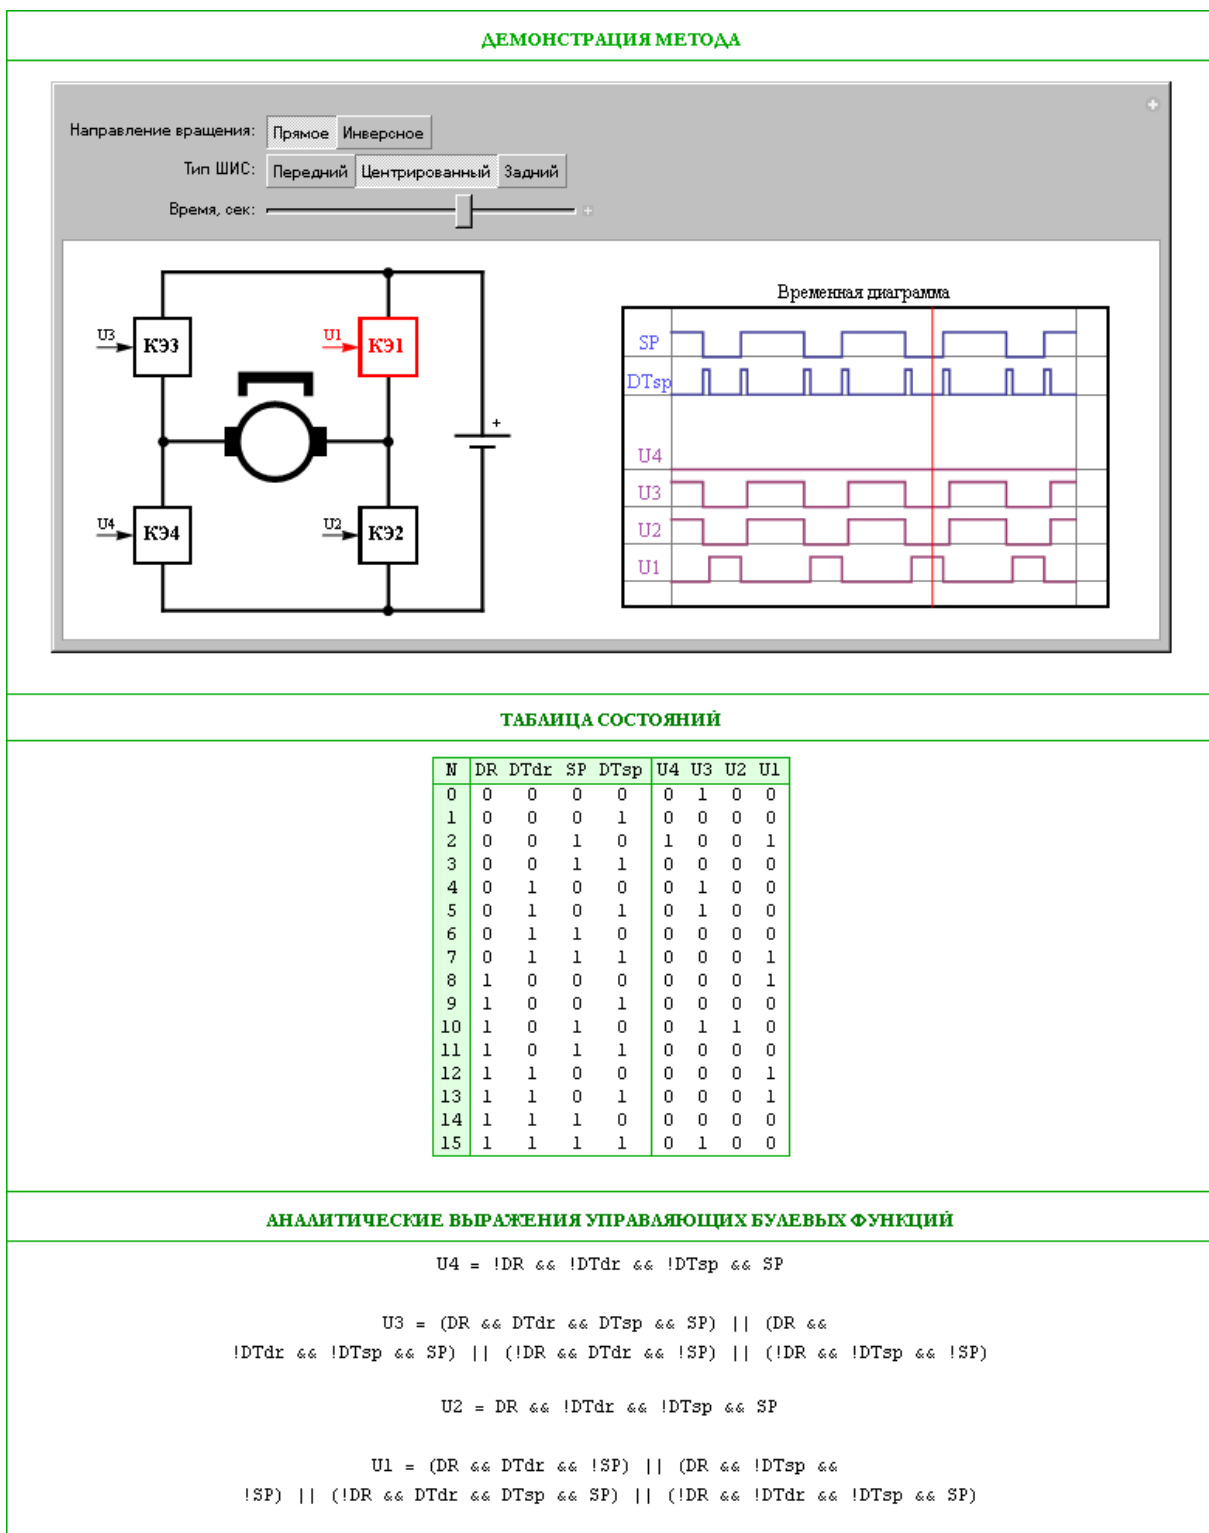 ДЕМОНСТРАЦИЯ МЕТОДА
Направление вращения: Прямое Инверсное
Тип ШИС: Передний Центрированный Задний
Время, сек:
U3 КЭ3
U1 КЭ1
+
U4 КЭ4
U2 КЭ2
Временная диаграмма
SP
DTsp
U4
U3
U2
U1
ТАБЛИЦА СОСТОЯНИЙ
N DR DTdr SP DTsp U4 U3 U2 U1
0 0 0 0 0 0 1 0 0
1 0 0 0 1 0 0 0 0
2 0 0 1 0 1 0 0 1
3 0 0 1 1 0 0 0 0
4 0 1 0 0 0 1 0 0
5 0 1 0 1 0 1 0 0
6 0 1 1 0 0 0 0 0
7 0 1 1 1 0 0 0 1
8 1 0 0 0 0 0 0 1
9 1 0 0 1 0 0 0 0
10 1 0 1 0 0 1 1 0
11 1 0 1 1 0 0 0 0
12 1 1 0 0 0 0 0 1
13 1 1 0 1 0 0 0 1
14 1 1 1 0 0 0 0 0
15 1 1 1 1 0 1 0 0
АНАЛИТИЧЕСКИЕ ВЫРАЖЕНИЯ УПРАВЛЯЮЩИХ БУЛЕВЫХ ФУНКЦИЙ
U4 = !DR && !DTdr && !DTsp && SP
U3 = (DR && DTdr && DTsp && SP) || (DR &&
!DTdr && !DTsp && SP) || (!DR && DTdr && !SP) || (!DR && !DTsp && !SP)
U2 = DR && !DTdr && !DTsp && SP
U1 = (DR && DTdr && !SP) || (DR && !DTsp &&
!SP) || (!DR && DTdr && DTsp && SP) || (!DR && !DTdr && !DTsp && SP)